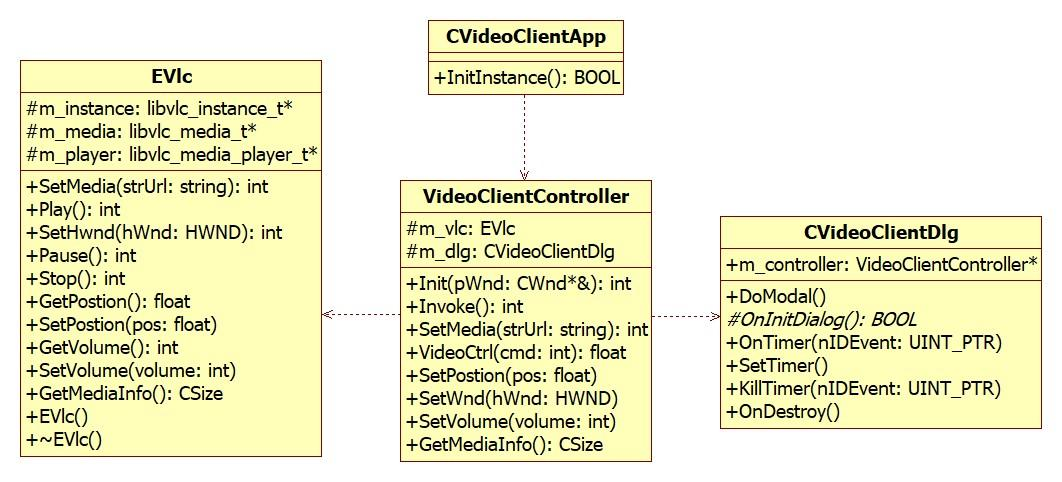 CVideoClientApp
+InitInstance(): BOOL
EVlc
#m_instance: libvlc_instance_t*
#m_media: libvlc_media_t*
#m_player: libvlc_media_player_t*
+SetMedia(strUrl: string): int
+Play(): int
+SetHwnd(hWnd: HWND): int
+Pause(): int
+Stop(): int
+GetPostion(): float
+SetPostion(pos: float)
+GetVolume(): int
+SetVolume(volume: int)
+GetMediaInfo(): CSize
+EVlc()
+~EVlc()
VideoClientController
#m_vlc: EVlc
#m_dlg: CVideoClientDlg
+Init(pWnd: CWnd*&): int
+Invoke(): int
+SetMedia(strUrl: string): int
+VideoCtrl(cmd: int): float
+SetPostion(pos: float)
+SetWnd(hWnd: HWND)
+SetVolume(volume: int)
+GetMediaInfo(): CSize
CVideoClientDlg
+m_controller: VideoClientController*
+DoModal()
#OnInitDialog(): BOOL
+OnTimer(nIDEvent: UINT_PTR)
+SetTimer()
+KillTimer(nIDEvent: UINT_PTR)
+OnDestroy()